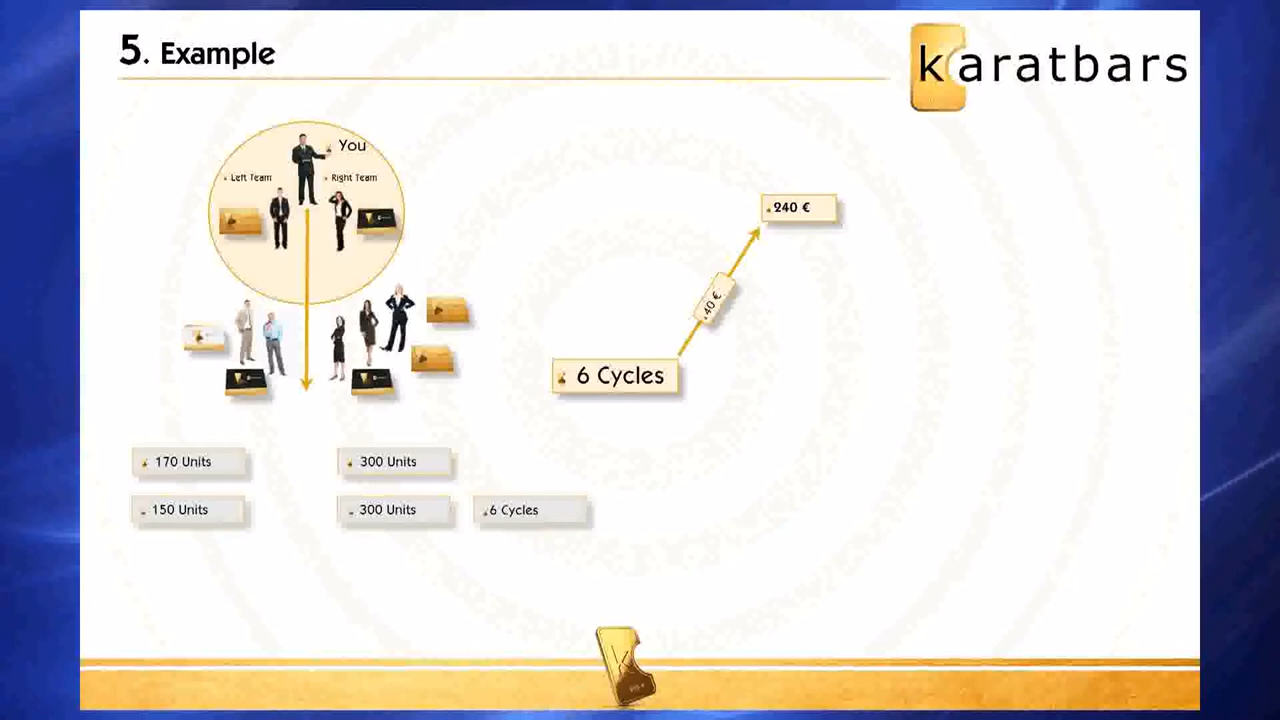 5. Example
karatbars
You
Left Team
Right Team
240 €
40 €
6 Cycles
170 Units
300 Units
150 Units
300 Units
6 Cycles